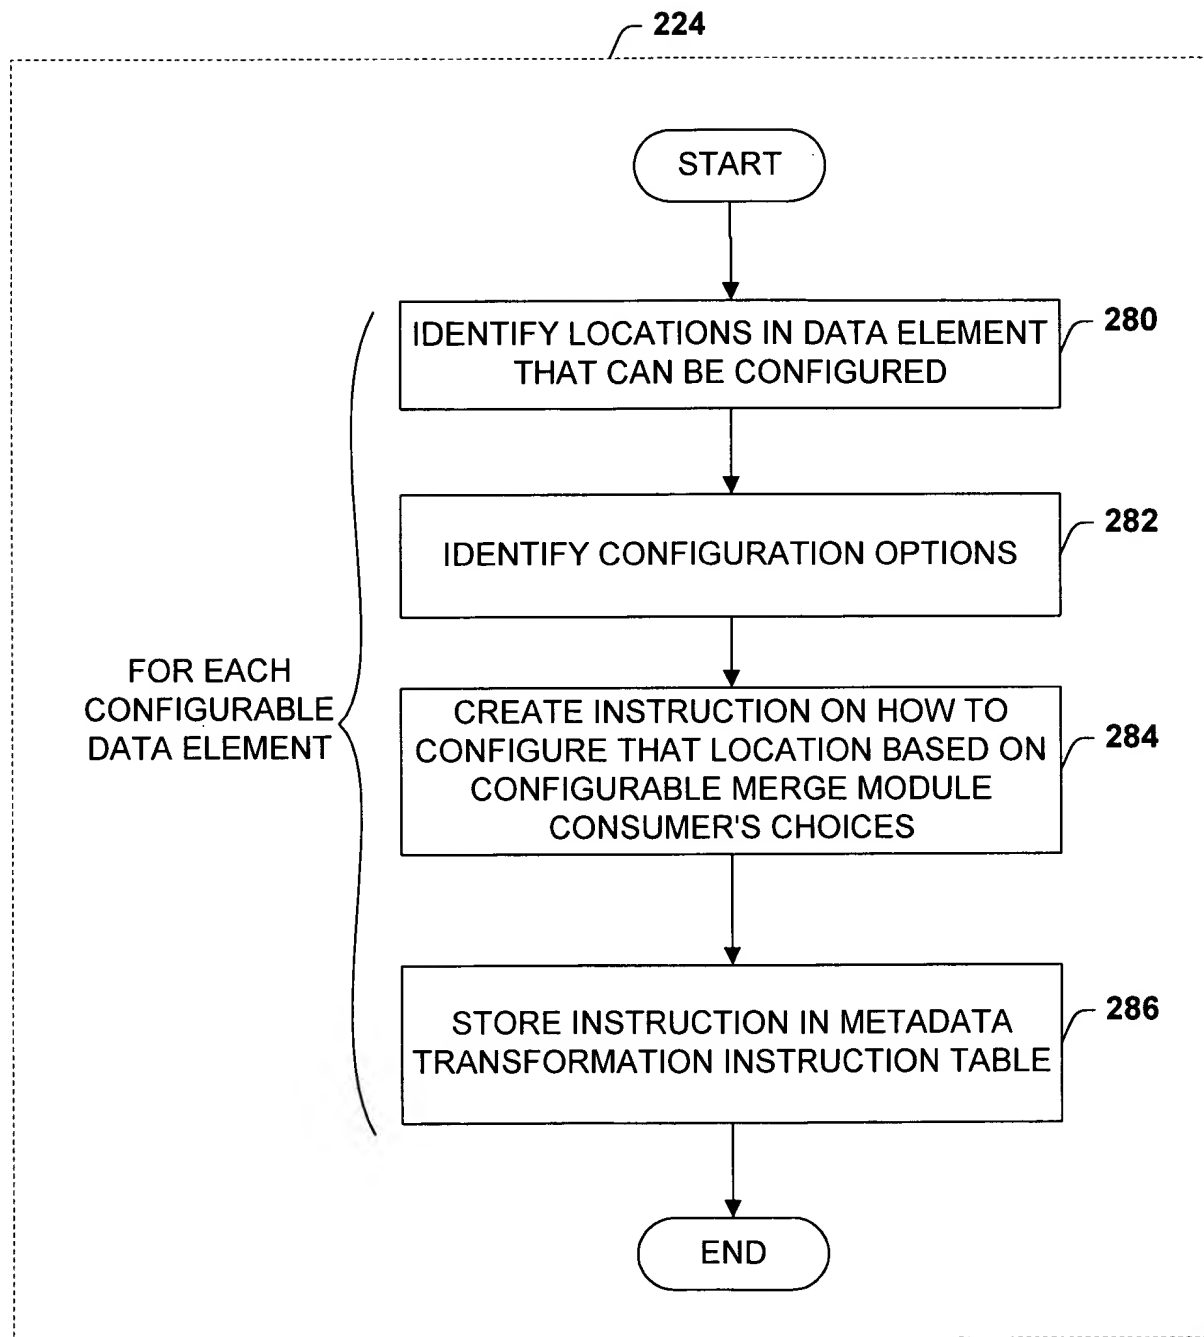 224
START
IDENTIFY LOCATIONS IN DATA ELEMENT
THAT CAN BE CONFIGURED
280
IDENTIFY CONFIGURATION OPTIONS
282
FOR EACH
CONFIGURABLE
DATA ELEMENT
CREATE INSTRUCTION ON HOW TO
CONFIGURE THAT LOCATION BASED ON
CONFIGURABLE MERGE MODULE
CONSUMER'S CHOICES
284
STORE INSTRUCTION IN METADATA
TRANSFORMATION INSTRUCTION TABLE
286
END